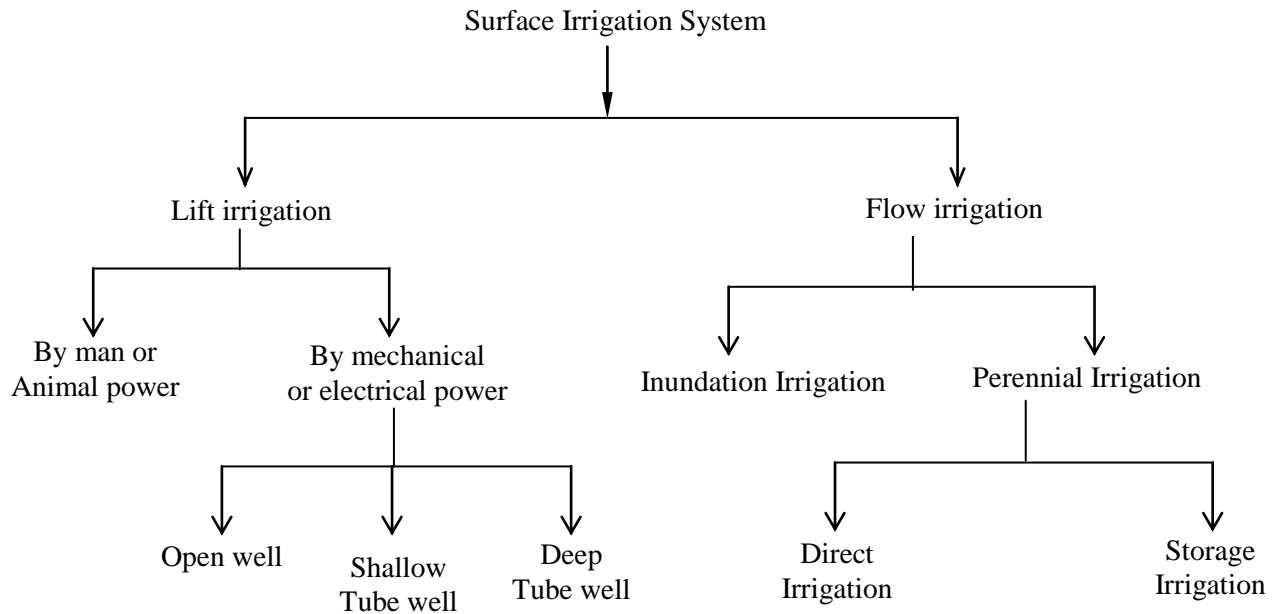 Surface Irrigation System
Lift irrigation
Flow irrigation
By man or
Animal power
By mechanical
or electrical power
Inundation Irrigation
Perennial Irrigation
Open well
Shallow
Tube well
Deep
Tube well
Direct
Irrigation
Storage
Irrigation